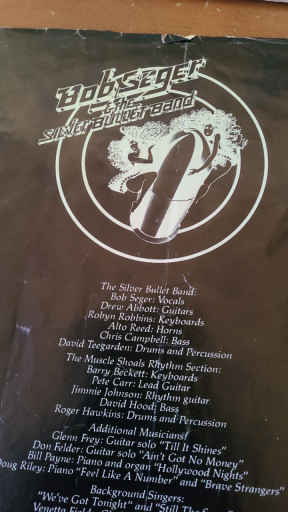 Bob Seger
& the
Silver Bullet Band
The Silver Bullet Band:
Bob Seger: Vocals
Drew Abbott: Guitars
Robyn Robbins: Keyboards
Alto Reed: Horns
Chris Campbell: Bass
David Teegarden: Drums and Percussion
The Muscle Shoals Rhythm Section:
Barry Beckett: Keyboards
Pete Carr: Lead Guitar
Jimmie Johnson: Rhythm guitar
David Hood: Bass
Roger Hawkins: Drums and Percussion
Additional Musicians:
Glenn Frey: Guitar solo "Till It Shines"
Don Felder: Guitar solo "Ain't Got No Money"
Bill Payne: Piano and organ "Hollywood Nights"
Doug Riley: Piano "Feel Like A Number" and "Brave Strangers"
Background Singers:
"We've Got Tonight" and "Still The
Venetta